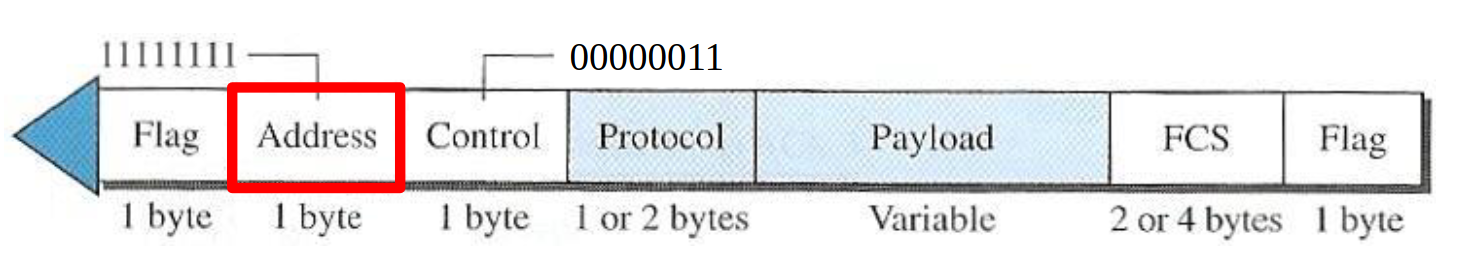 11111111 00000011
Flag Address Control Protocol Payload FCS Flag
1 byte 1 byte 1 byte 1 or 2 bytes Variable 2 or 4 bytes 1 byte